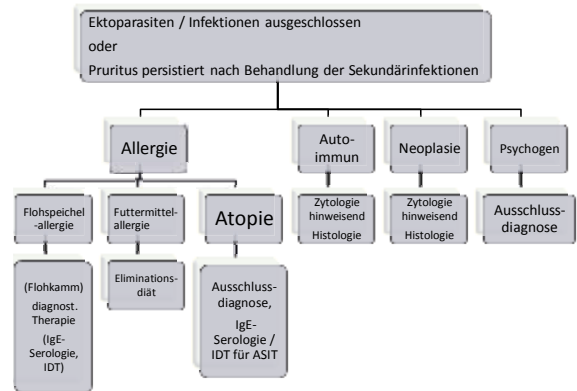 Ektoparasiten / Infektionen ausgeschlossen
oder
Pruritus persistiert nach Behandlung der Sekundärinfektionen
Allergie
Auto-
immun
Neoplasie
Psychogen
Flohspeichel
-allergie
Futtermittel-
allergie
Atopie
Zytologie
hinweisend
Histologie
Zytologie
hinweisend
Histologie
Ausschluss-
diagnose
(Flohkamm)
diagnost.
Therapie
(IgE-
Serologie,
IDT)
Eliminations-
diät
Ausschluss-
diagnose,
IgE-
Serologie /
IDT für ASIT